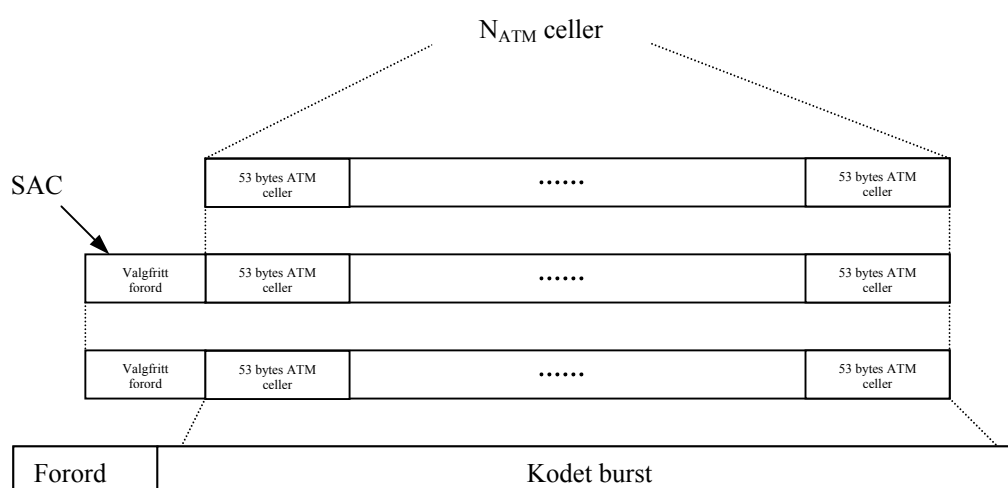 N_ATM celler
53 bytes ATM
celler
......
53 bytes ATM
celler
SAC
Valgfritt
forord
53 bytes ATM
celler
......
53 bytes ATM
celler
Valgfritt
forord
53 bytes ATM
celler
......
53 bytes ATM
celler
Forord
Kodet burst